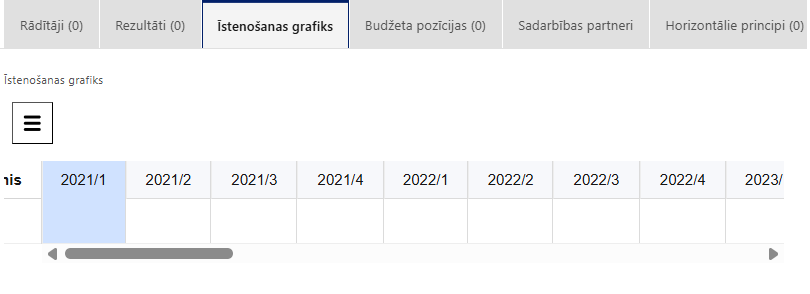 Rādītāji (0) Rezultāti (0) Īstenošanas grafiks Budžeta pozīcijas (0) Sadarbības partneri Horizontālie principi (0)
Īstenošanas grafiks
nis 2021/1 2021/2 2021/3 2021/4 2022/1 2022/2 2022/3 2022/4 2023/